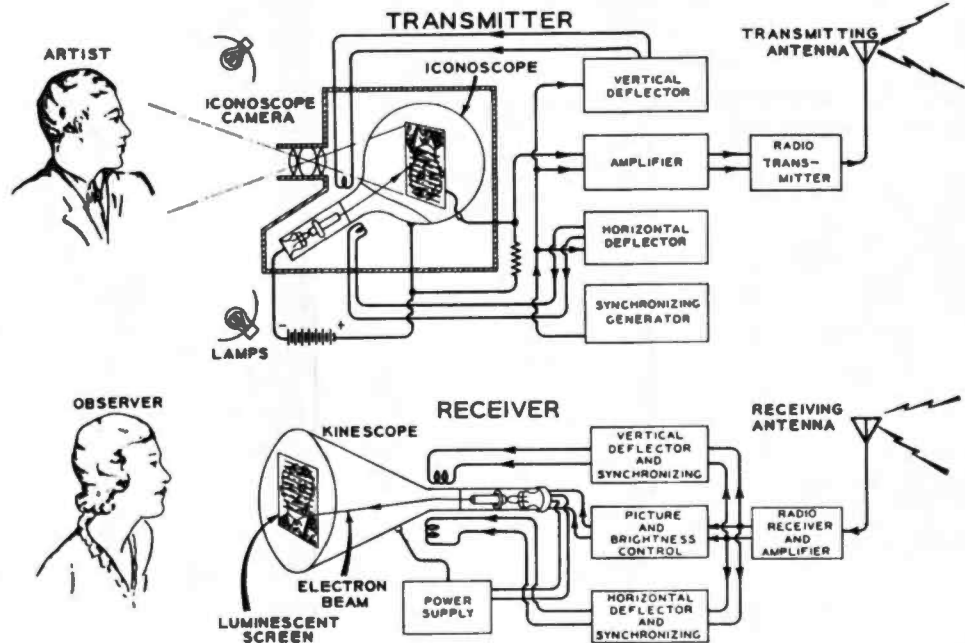 TRANSMITTER
ARTIST
ICONOSCOPE
CAMERA
ICONOSCOPE
VERTICAL
DEFLECTOR
TRANSMITTING
ANTENNA
AMPLIFIER
RADIO
TRANS-
MITTER
HORIZONTAL
DEFLECTOR
SYNCHRONIZING
GENERATOR
- +
LAMPS
RECEIVER
OBSERVER
KINESCOPE
VERTICAL
DEFLECTOR
AND
SYNCHRONIZING
RECEIVING
ANTENNA
PICTURE
AND
BRIGHTNESS
CONTROL
RADIO
RECEIVER
AND
AMPLIFIER
ELECTRON
BEAM
LUMINESCENT
SCREEN
POWER
SUPPLY
HORIZONTAL
DEFLECTOR
AND
SYNCHRONIZING